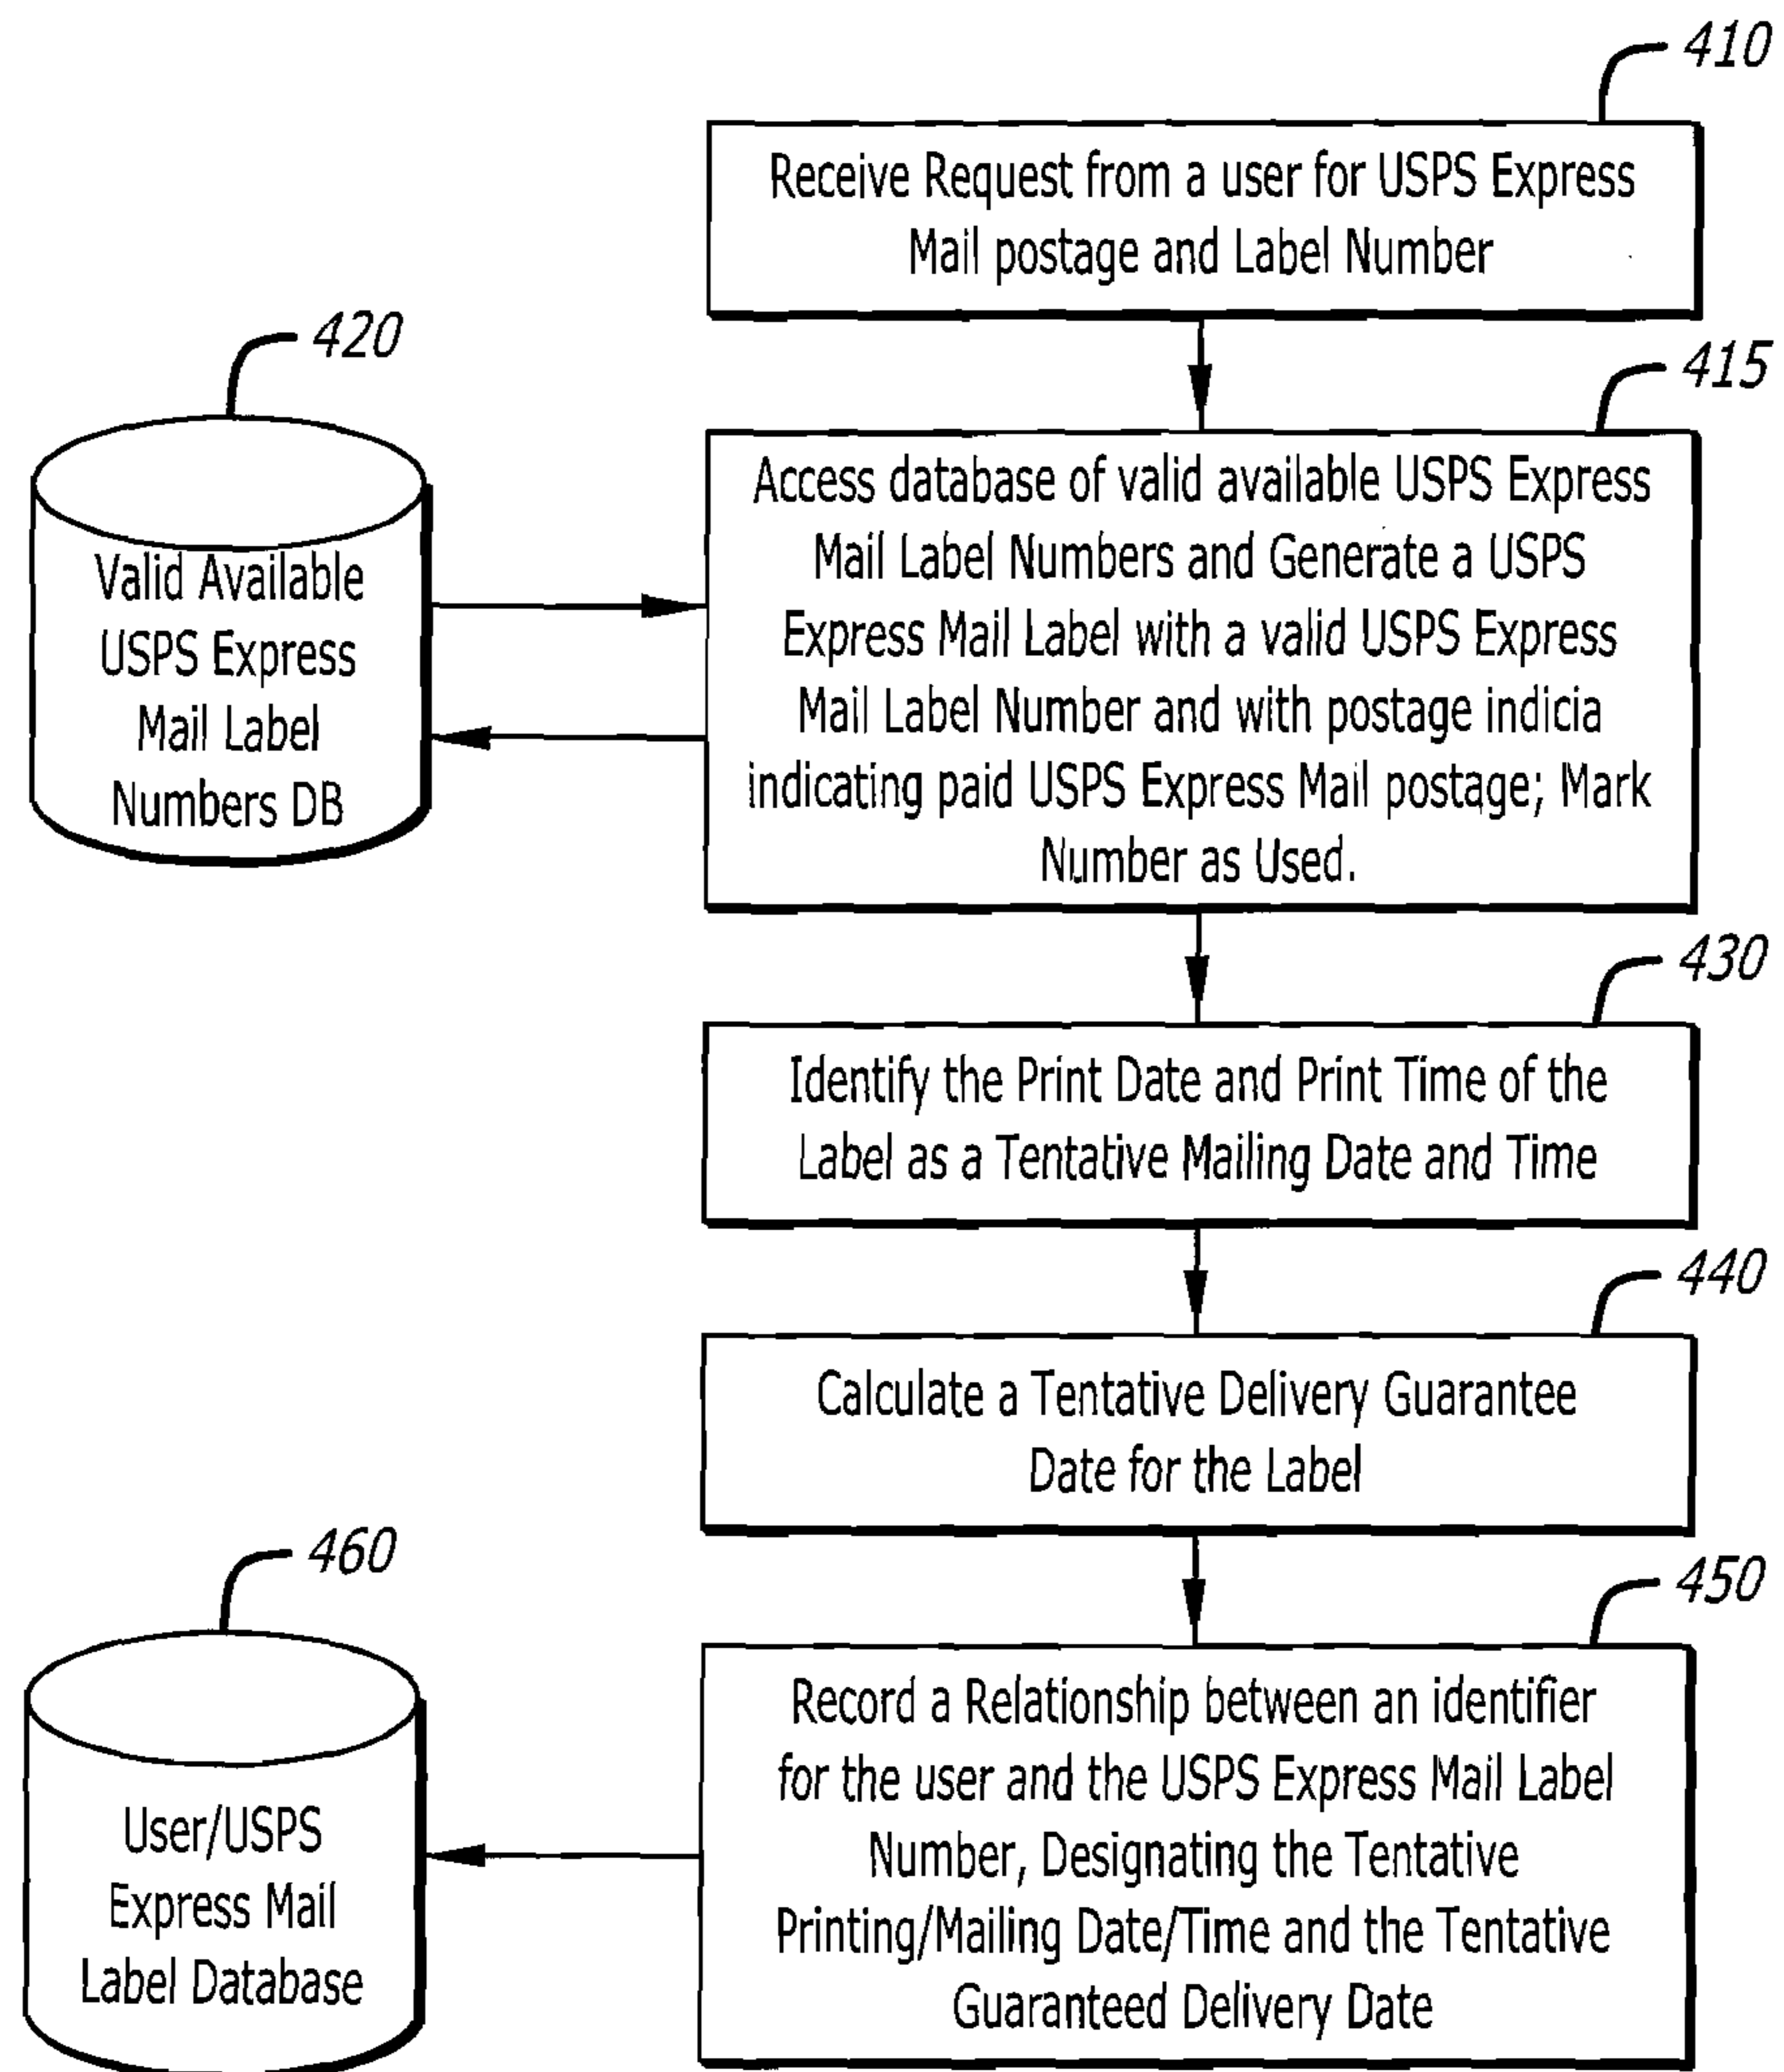 410
Receive Request from a user for USPS Express
Mail postage and Label Number
420
Valid Available
USPS Express
Mail Label
Numbers DB
415
Access database of valid available USPS Express
Mail Label Numbers and Generate a USPS
Express Mail Label with a valid USPS Express
Mail Label Number and with postage indicia
indicating paid USPS Express Mail postage; Mark
Number as Used.
430
Identify the Print Date and Print Time of the
Label as a Tentative Mailing Date and Time
440
Calculate a Tentative Delivery Guarantee
Date for the Label
460
User/USPS
Express Mail
Label Database
450
Record a Relationship between an identifier
for the user and the USPS Express Mail Label
Number, Designating the Tentative
Printing/Mailing Date/Time and the Tentative
Guaranteed Delivery Date